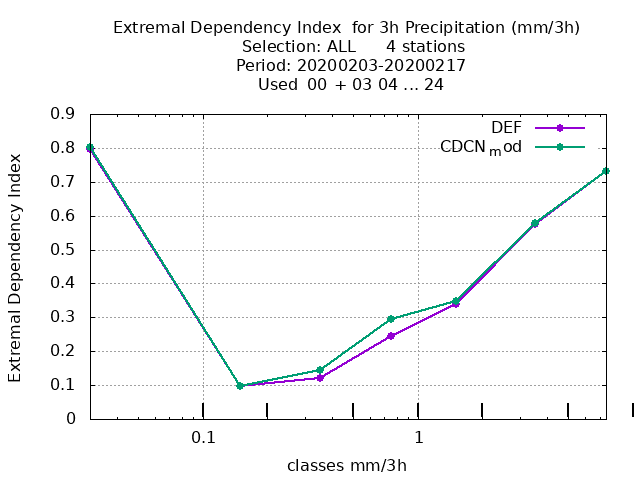 Extremal Dependency Index for 3h Precipitation (mm/3h)
Selection: ALL 4 stations
Period: 20200203-20200217
Used 00 + 03 04 ... 24
DEF
CDCN_mod
Extremal Dependency Index
0.9
0.8
0.7
0.6
0.5
0.4
0.3
0.2
0.1
0
0.1 1
classes mm/3h